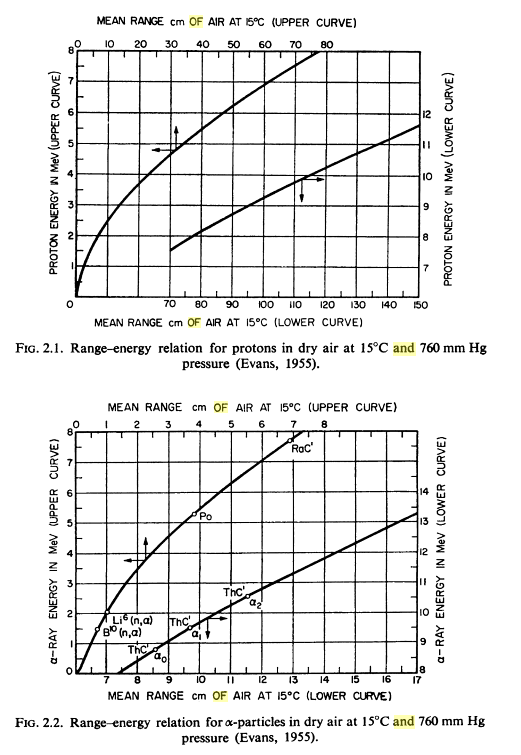 MEAN RANGE cm OF AIR AT 15°C (UPPER CURVE)
0 10 20 30 40 50 60 70 80
8
7
6
5
4
3
2
1
0
PROTON ENERGY IN MeV (UPPER CURVE)
12
11
10
9
8
7
PROTON ENERGY IN MeV (LOWER CURVE)
70 80 90 100 110 120 130 140 150
MEAN RANGE cm OF AIR AT 15°C (LOWER CURVE)
FIG. 2.1. Range–energy relation for protons in dry air at 15°C and 760 mm Hg
pressure (Evans, 1955).
MEAN RANGE cm OF AIR AT 15°C (UPPER CURVE)
0 1 2 3 4 5 6 7 8
8
7
6
5
4
3
2
1
0
α-RAY ENERGY IN MeV (UPPER CURVE)
RaC'
Po
Li⁶(n,α)
B¹⁰(n,α)
ThC' α₂
ThC' α₁
ThC' α₀
14
13
12
11
10
9
8
α-RAY ENERGY IN MeV (LOWER CURVE)
7 8 9 10 11 12 13 14 15 16 17
MEAN RANGE cm OF AIR AT 15°C (LOWER CURVE)
FIG. 2.2. Range–energy relation for α-particles in dry air at 15°C and 760 mm Hg
pressure (Evans, 1955).